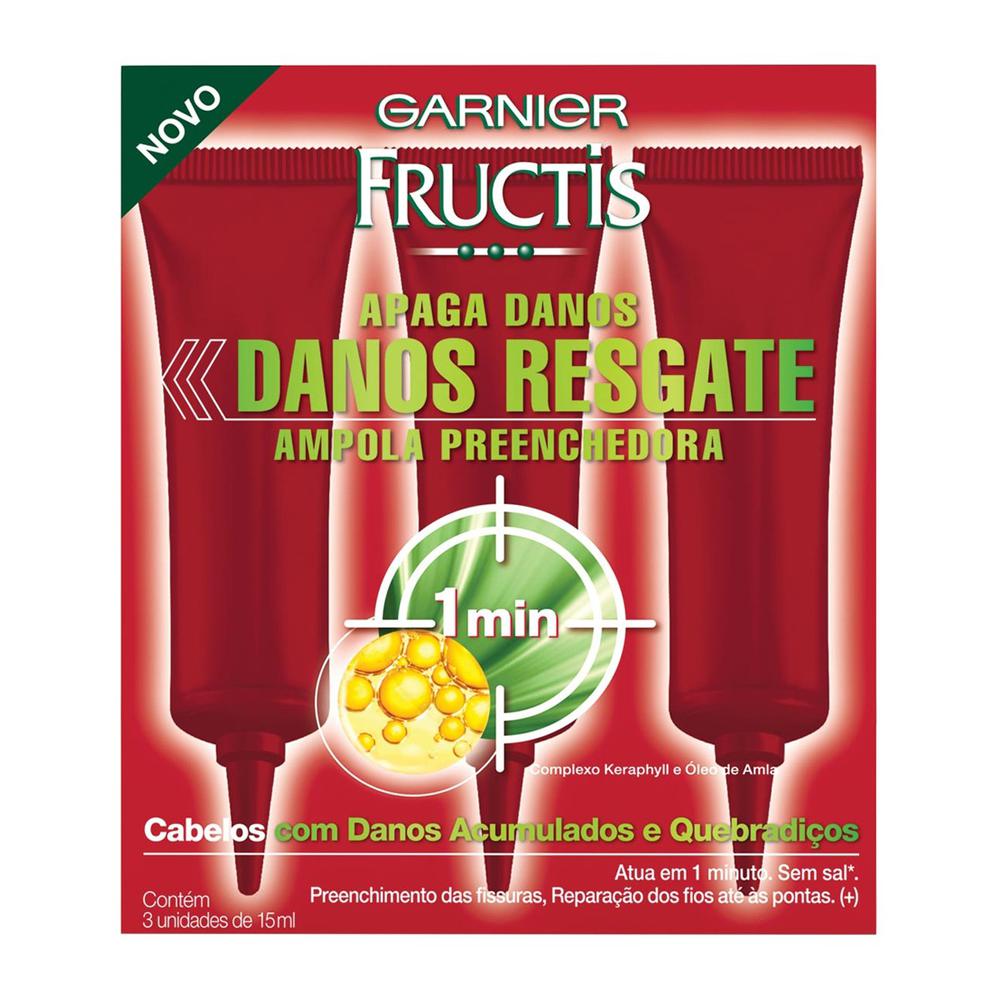 NOVO
GARNIER
FRUCTIS
APAGA DANOS
DANOS RESGATE
AMPOLA PREENCHEDORA
1 min
Complexo Keraphyll e Óleo de Amla
Cabelos com Danos Acumulados e Quebradiços
Atua em 1 minuto. Sem sal*.
Preenchimento das fissuras, Reparação dos fios até às pontas. (+)
Contém
3 unidades de 15ml